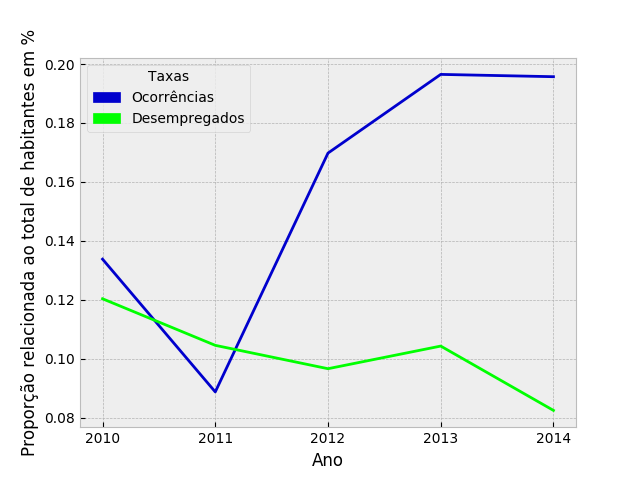 Proporção relacionada ao total de habitantes em %
0.20
0.18
0.16
0.14
0.12
0.10
0.08
Taxas
Ocorrências
Desempregados
2010 2011 2012 2013 2014
Ano